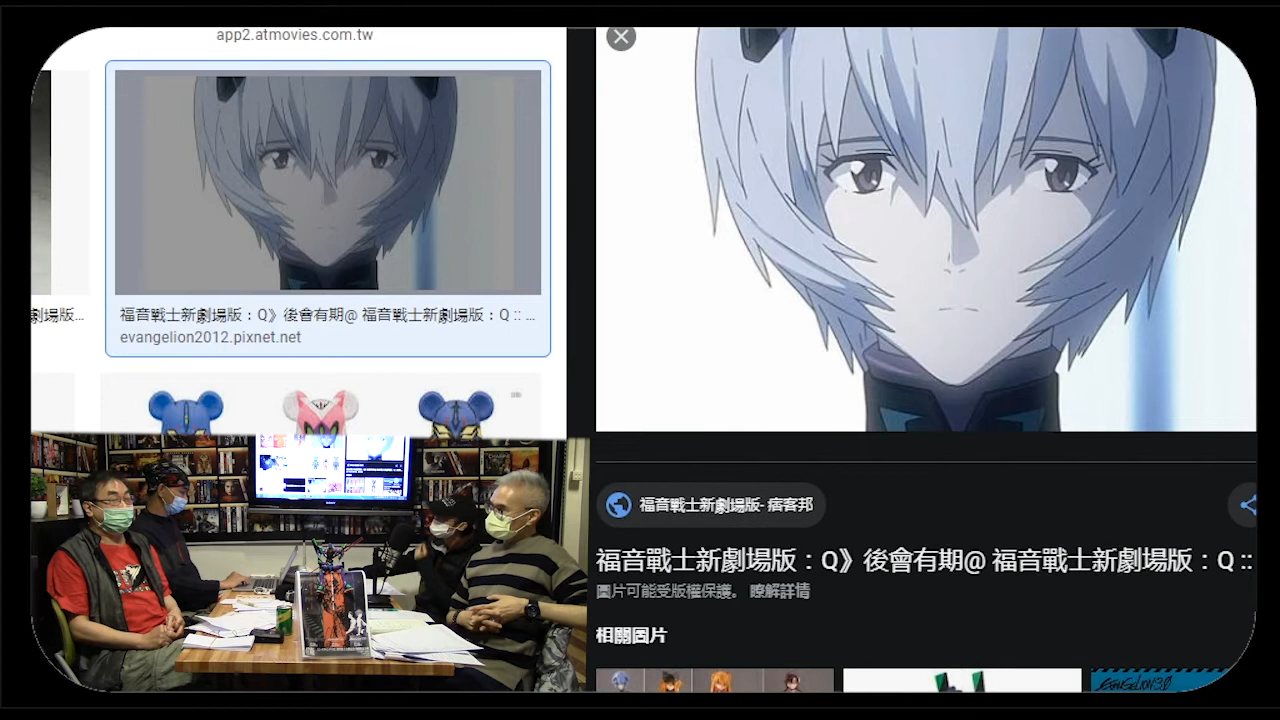 app2.atmovies.com.tw
劇場版...
福音戰士新劇場版：Q》後會有期@ 福音戰士新劇場版：Q :: ...
evangelion2012.pixnet.net
福音戰士新劇場版- 痞客邦
福音戰士新劇場版：Q》後會有期@ 福音戰士新劇場版：Q ::
圖片可能受版權保護。 瞭解詳情
相關圖片
EVANGELION:3.0